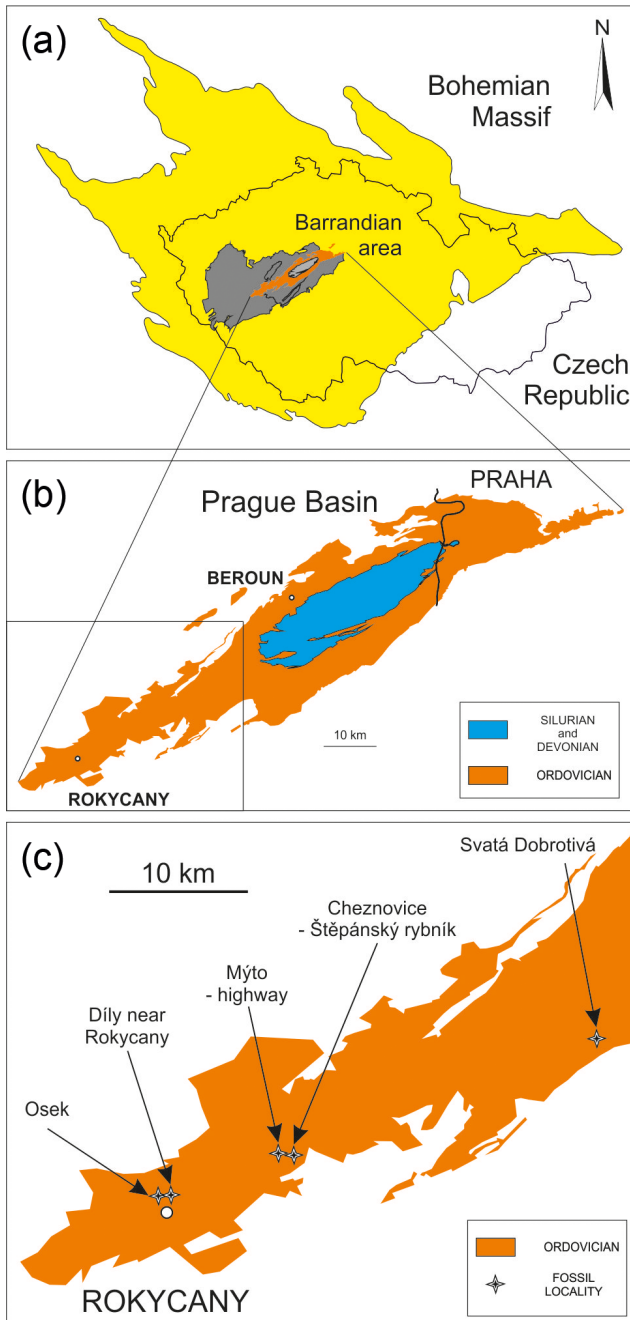 (a)
N
Bohemian
Massif
Barrandian
area
Czech
Republic
(b)
Prague Basin
PRAHA
BEROUN
ROKYCANY
10 km
SILURIAN
and
DEVONIAN
ORDOVICIAN
(c)
10 km
Svatá Dobrotivá
Cheznovice
- Štěpánský rybník
Mýto
- highway
Díly near
Rokycany
Osek
ROKYCANY
ORDOVICIAN
FOSSIL
LOCALITY